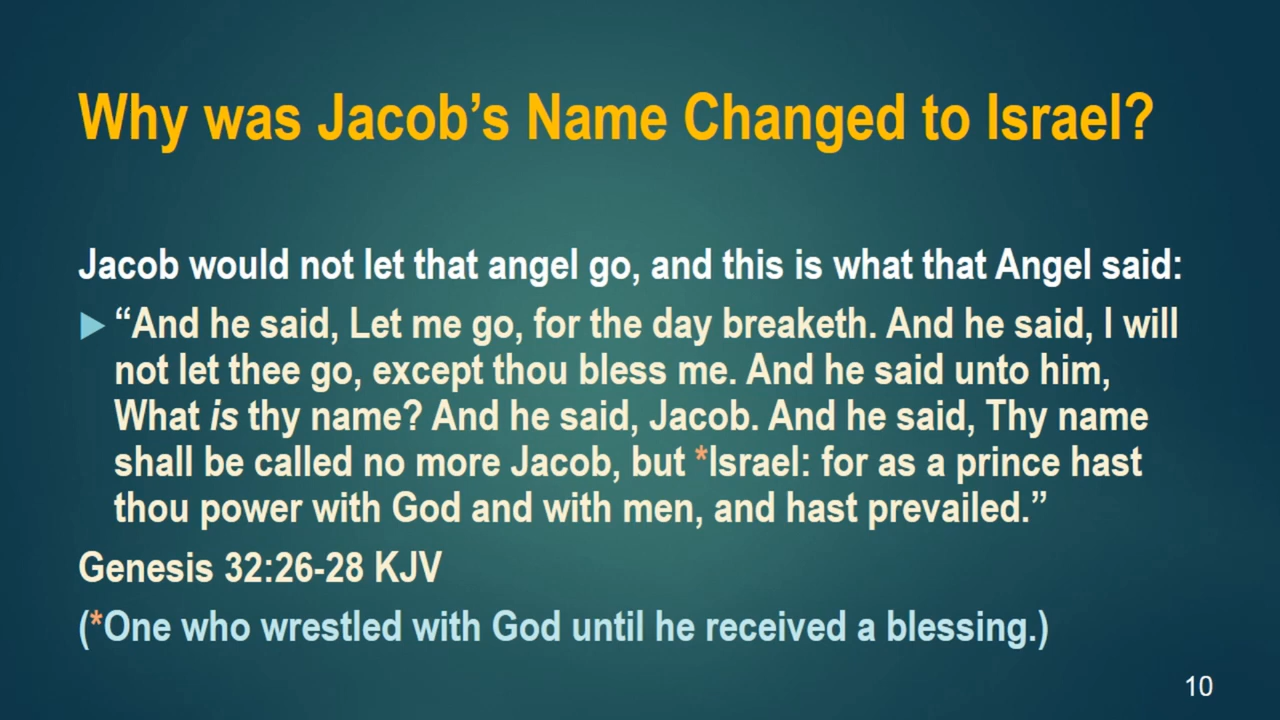 Why was Jacob’s Name Changed to Israel?
Jacob would not let that angel go, and this is what that Angel said:
“And he said, Let me go, for the day breaketh. And he said, I will
not let thee go, except thou bless me. And he said unto him,
What is thy name? And he said, Jacob. And he said, Thy name
shall be called no more Jacob, but *Israel: for as a prince hast
thou power with God and with men, and hast prevailed.”
Genesis 32:26-28 KJV
(*One who wrestled with God until he received a blessing.)
10